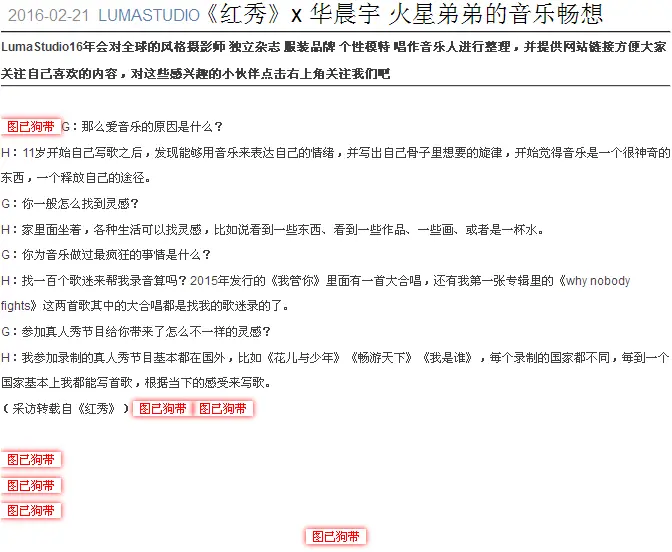 2016-02-21 LUMASTUDIO《红秀》x 华晨宇 火星弟弟的音乐畅想
LumaStudio16年会对全球的风格摄影师 独立杂志 服装品牌 个性模特 唱作音乐人进行整理，并提供网站链接方便大家
关注自己喜欢的内容，对这些感兴趣的小伙伴点击右上角关注我们吧
图已狗带G：那么爱音乐的原因是什么？
H：11岁开始自己写歌之后，发现能够用音乐来表达自己的情绪，并写出自己骨子里想要的旋律，开始觉得音乐是一个很神奇的
东西，一个释放自己的途径。
G：你一般怎么找到灵感？
H：家里面坐着，各种生活可以找灵感，比如说看到一些东西、看到一些作品、一些画、或者是一杯水。
G：你为音乐做过最疯狂的事情是什么？
H：找一百个歌迷来帮我录音算吗？2015年发行的《我管你》里面有一首大合唱，还有我第一张专辑里的《why nobody
fights》这两首歌其中的大合唱都是找我的歌迷录的了。
G：参加真人秀节目给你带来了怎么不一样的灵感？
H：我参加录制的真人秀节目基本都在国外，比如《花儿与少年》《畅游天下》《我是谁》，每个录制的国家都不同，每到一个
国家基本上我都能写首歌，根据当下的感受来写歌。
（采访转载自《红秀》）图已狗带 图已狗带
图已狗带
图已狗带
图已狗带
图已狗带